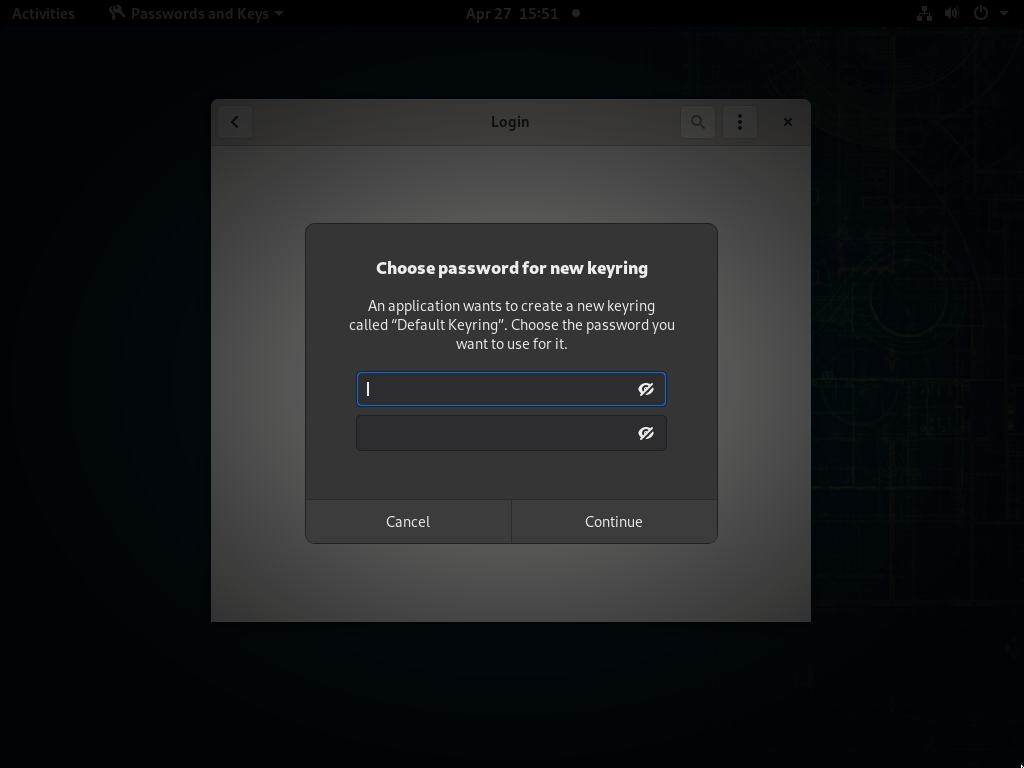 Activities
Passwords and Keys
Apr 27 15:51
Login
Choose password for new keyring
An application wants to create a new keyring
called “Default Keyring”. Choose the password you
want to use for it.
Cancel
Continue